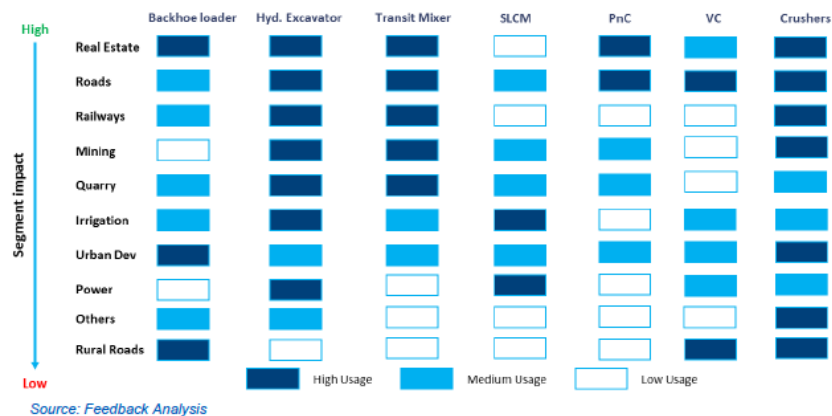 Backhoe loader Hyd. Excavator Transit Mixer SLCM PnC VC Crushers
High
Real Estate
Roads
Railways
Mining
Quarry
Segment impact
Irrigation
Urban Dev
Power
Others
Rural Roads
Low
High Usage Medium Usage Low Usage
Source: Feedback Analysis